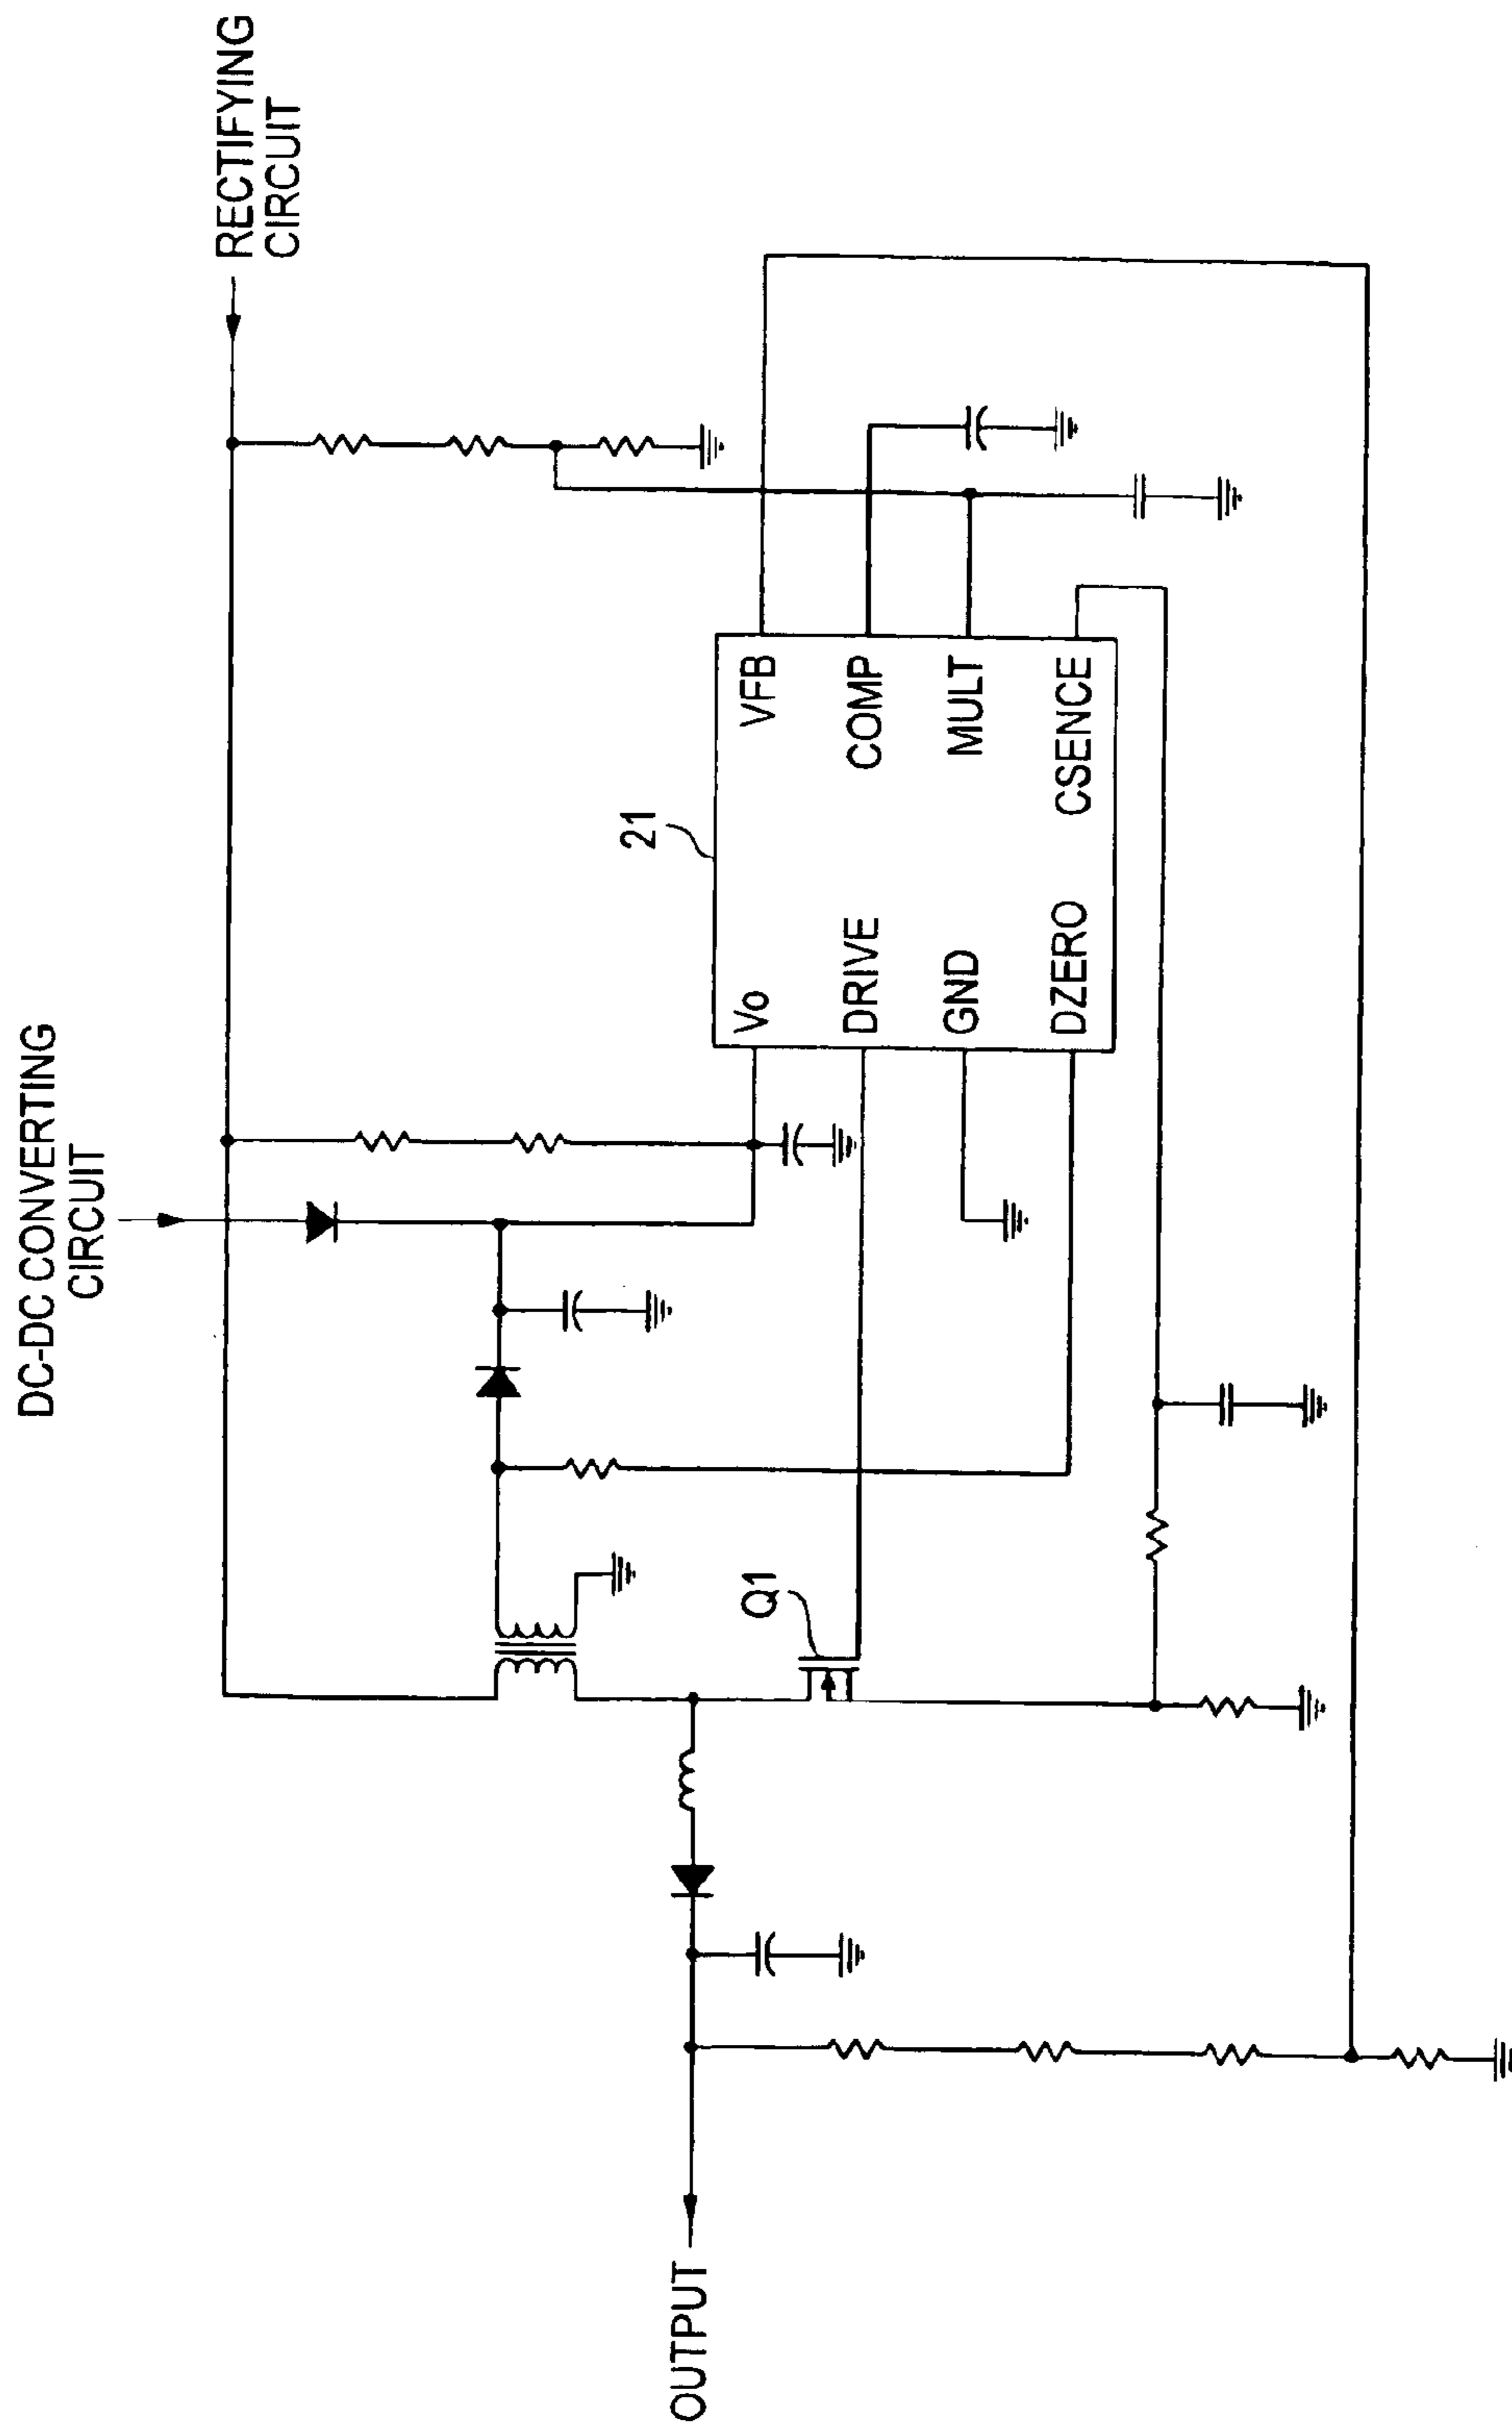 DC-DC CONVERTING
CIRCUIT
RECTIFYING
CIRCUIT
21
Vo
DRIVE
GND
DZERO
VFB
COMP
MULT
CSENCE
Q1
OUTPUT